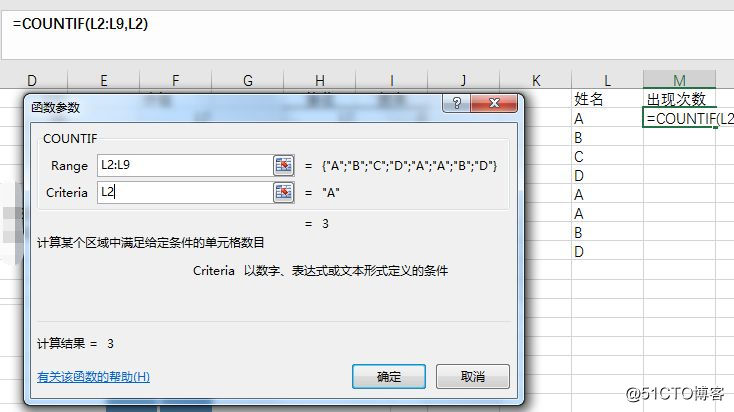 =COUNTIF(L2:L9,L2)
D E F G H I J K L M
姓名 出现次数
A =COUNTIF(L2
B
C
D
A
A
B
D
函数参数
COUNTIF
Range L2:L9 = {"A";"B";"C";"D";"A";"A";"B";"D"}
Criteria L2 = "A"
= 3
计算某个区域中满足给定条件的单元格数目
Criteria 以数字、表达式或文本形式定义的条件
计算结果 = 3
有关该函数的帮助(H)
确定 取消
@51CTO博客